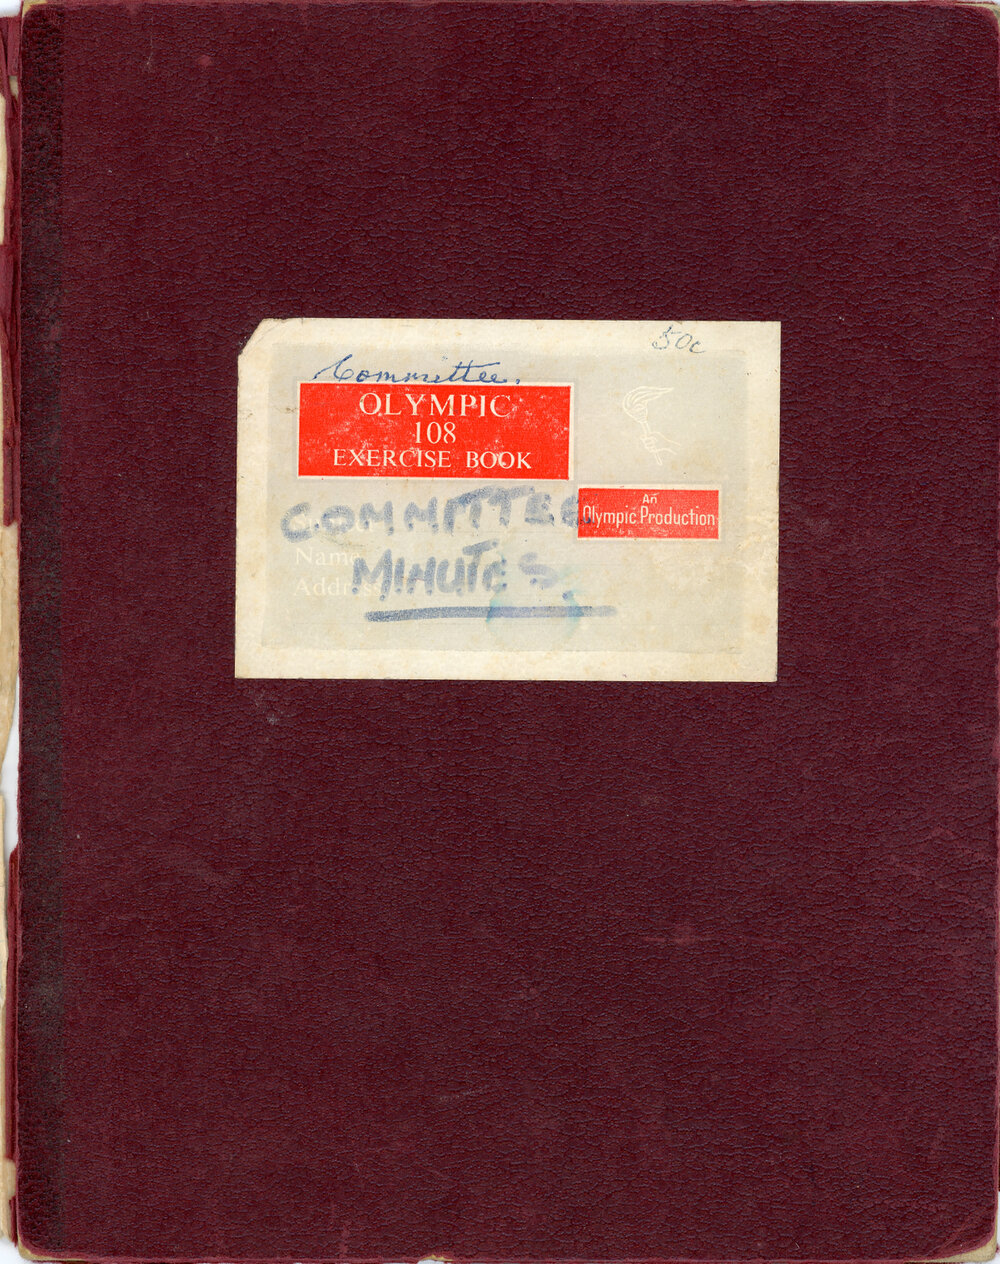 50c
Committee.
OLYMPIC
108
EXERCISE BOOK
An
Olympic Production
COMMITTEE
Name
MINUTES.
Address